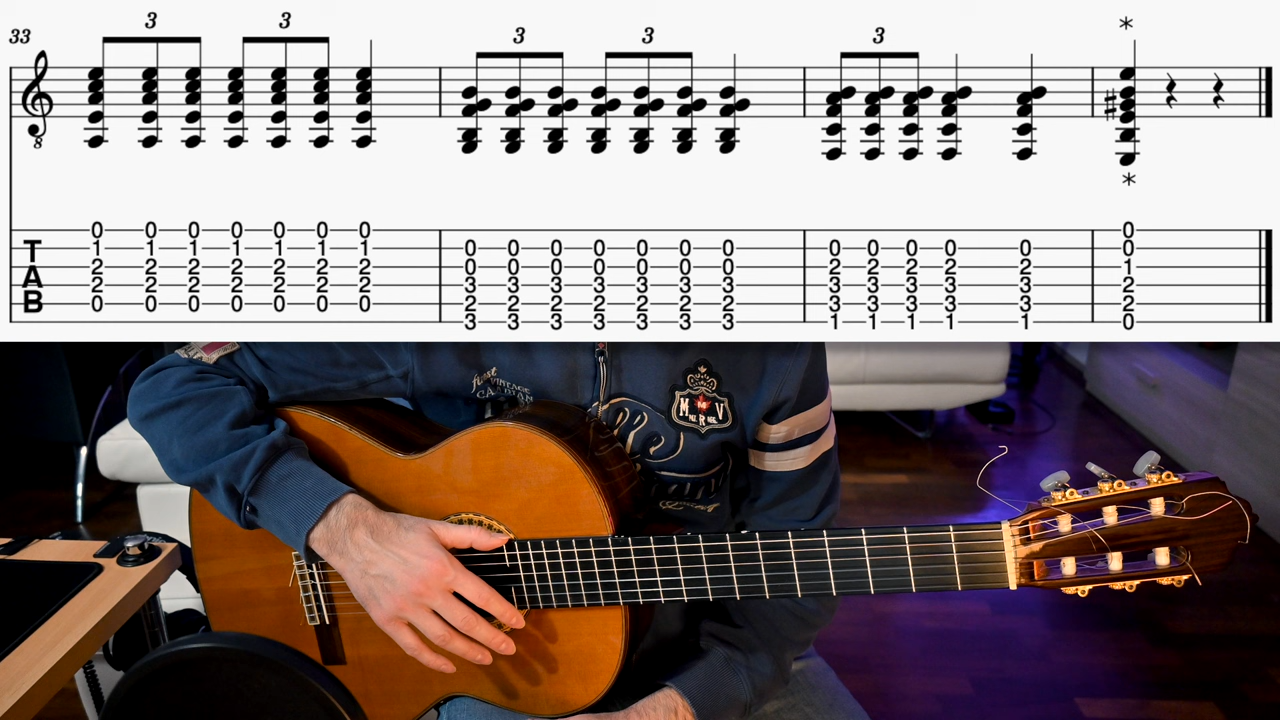 33 3 3 3 3 3 *
8
*
0 0 0 0 0 0 0 0
T 1 1 1 1 1 1 1 0 0 0 0 0 0 0 0 0 0 0 0 0
A 2 2 2 2 2 2 2 0 0 0 0 0 0 0 2 2 2 2 2 1
2 2 2 2 2 2 2 3 3 3 3 3 3 3 3 3 3 3 3 2
B 0 0 0 0 0 0 0 2 2 2 2 2 2 2 3 3 3 3 3 2
3 3 3 3 3 3 3 1 1 1 1 1 0
VINTAGE
M V
R